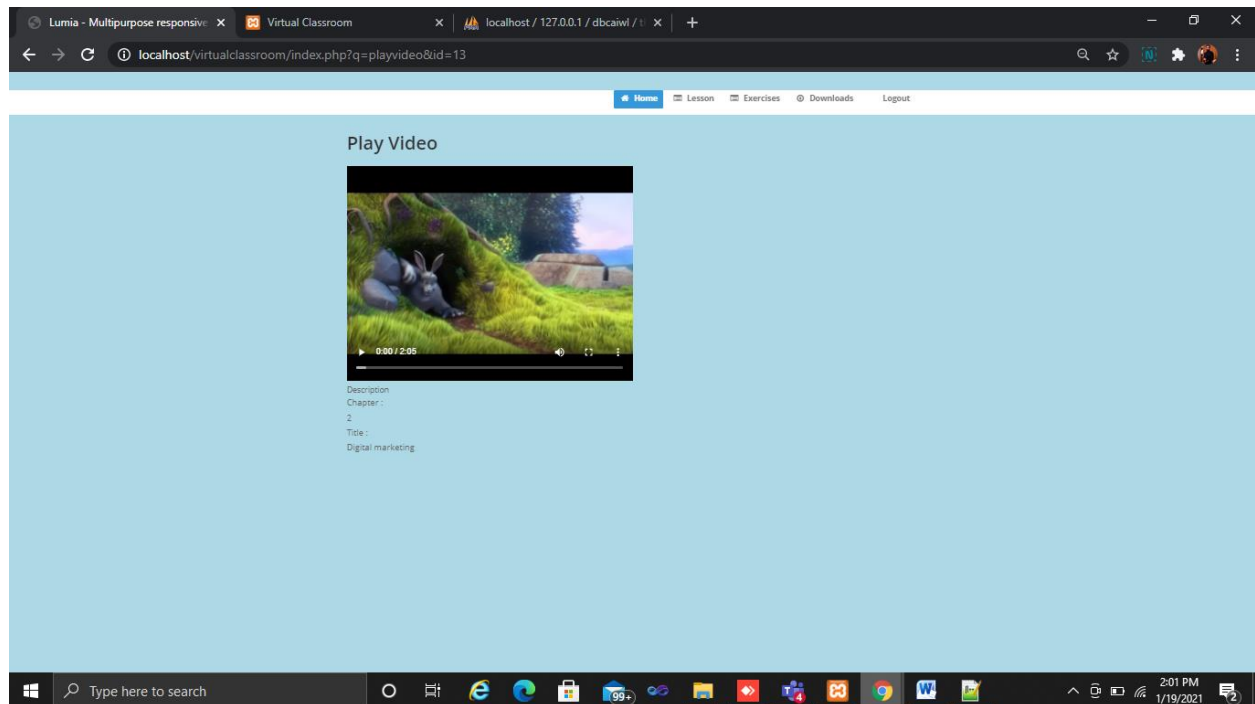 Lumia - Multipurpose responsive
Virtual Classroom
localhost / 127.0.0.1 / dbcaiwl / t
localhost/virtualclassroom/index.php?q=playvideo&id=13
Home Lesson Exercises Downloads Logout
Play Video
0:00 / 2:05
Description
Chapter :
2
Title :
Digital marketing
Type here to search
99+
4
2:01 PM
1/19/2021
2